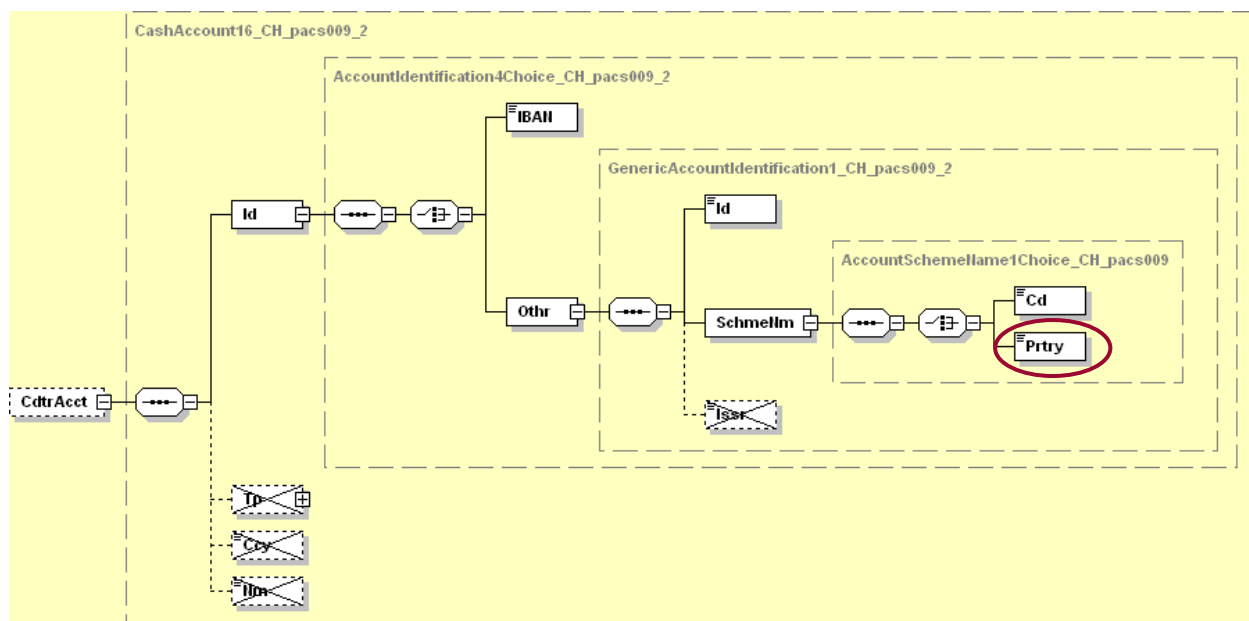 CashAccount16_CH_pacs009_2
AccountIdentification4Choice_CH_pacs009_2
IBAN
GenericAccountIdentification1_CH_pacs009_2
Id
Id
AccountSchemeName1Choice_CH_pacs009
Cd
Othr
SchmeNm
Prtry
CdtrAcct
Issr
Tp
Ccy
Nm